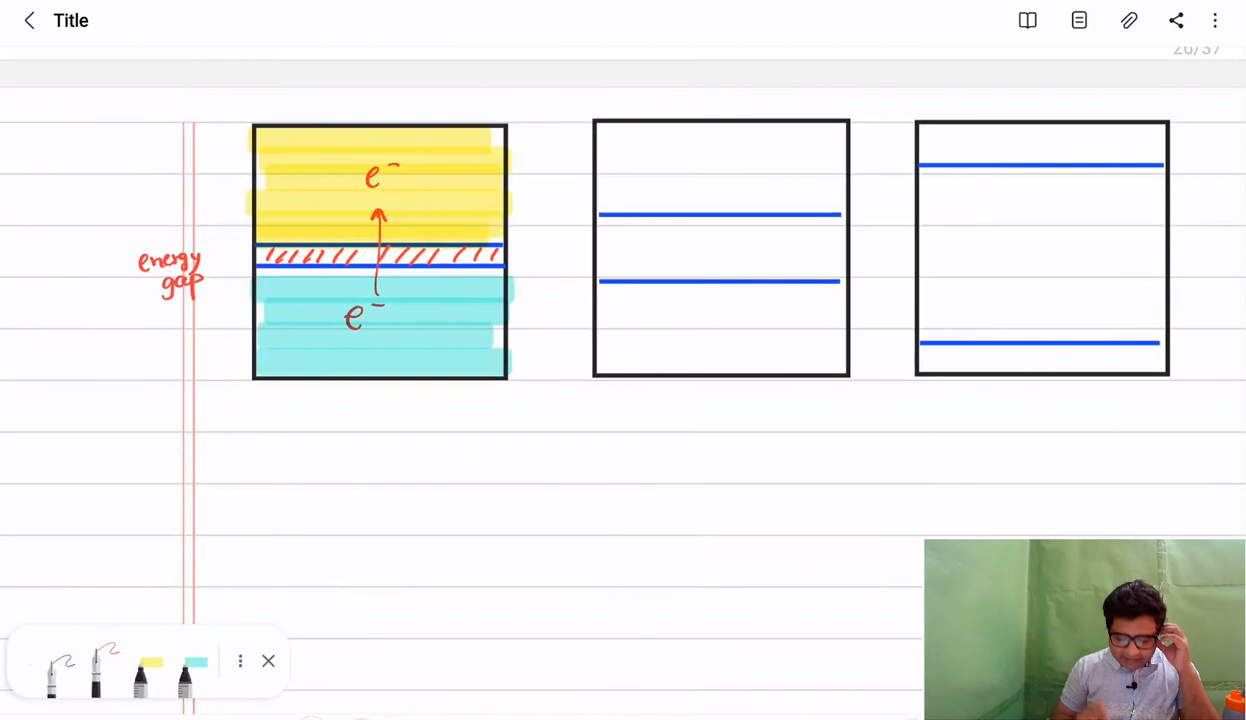 Title
26/37
e⁻
energy
gap
e⁻